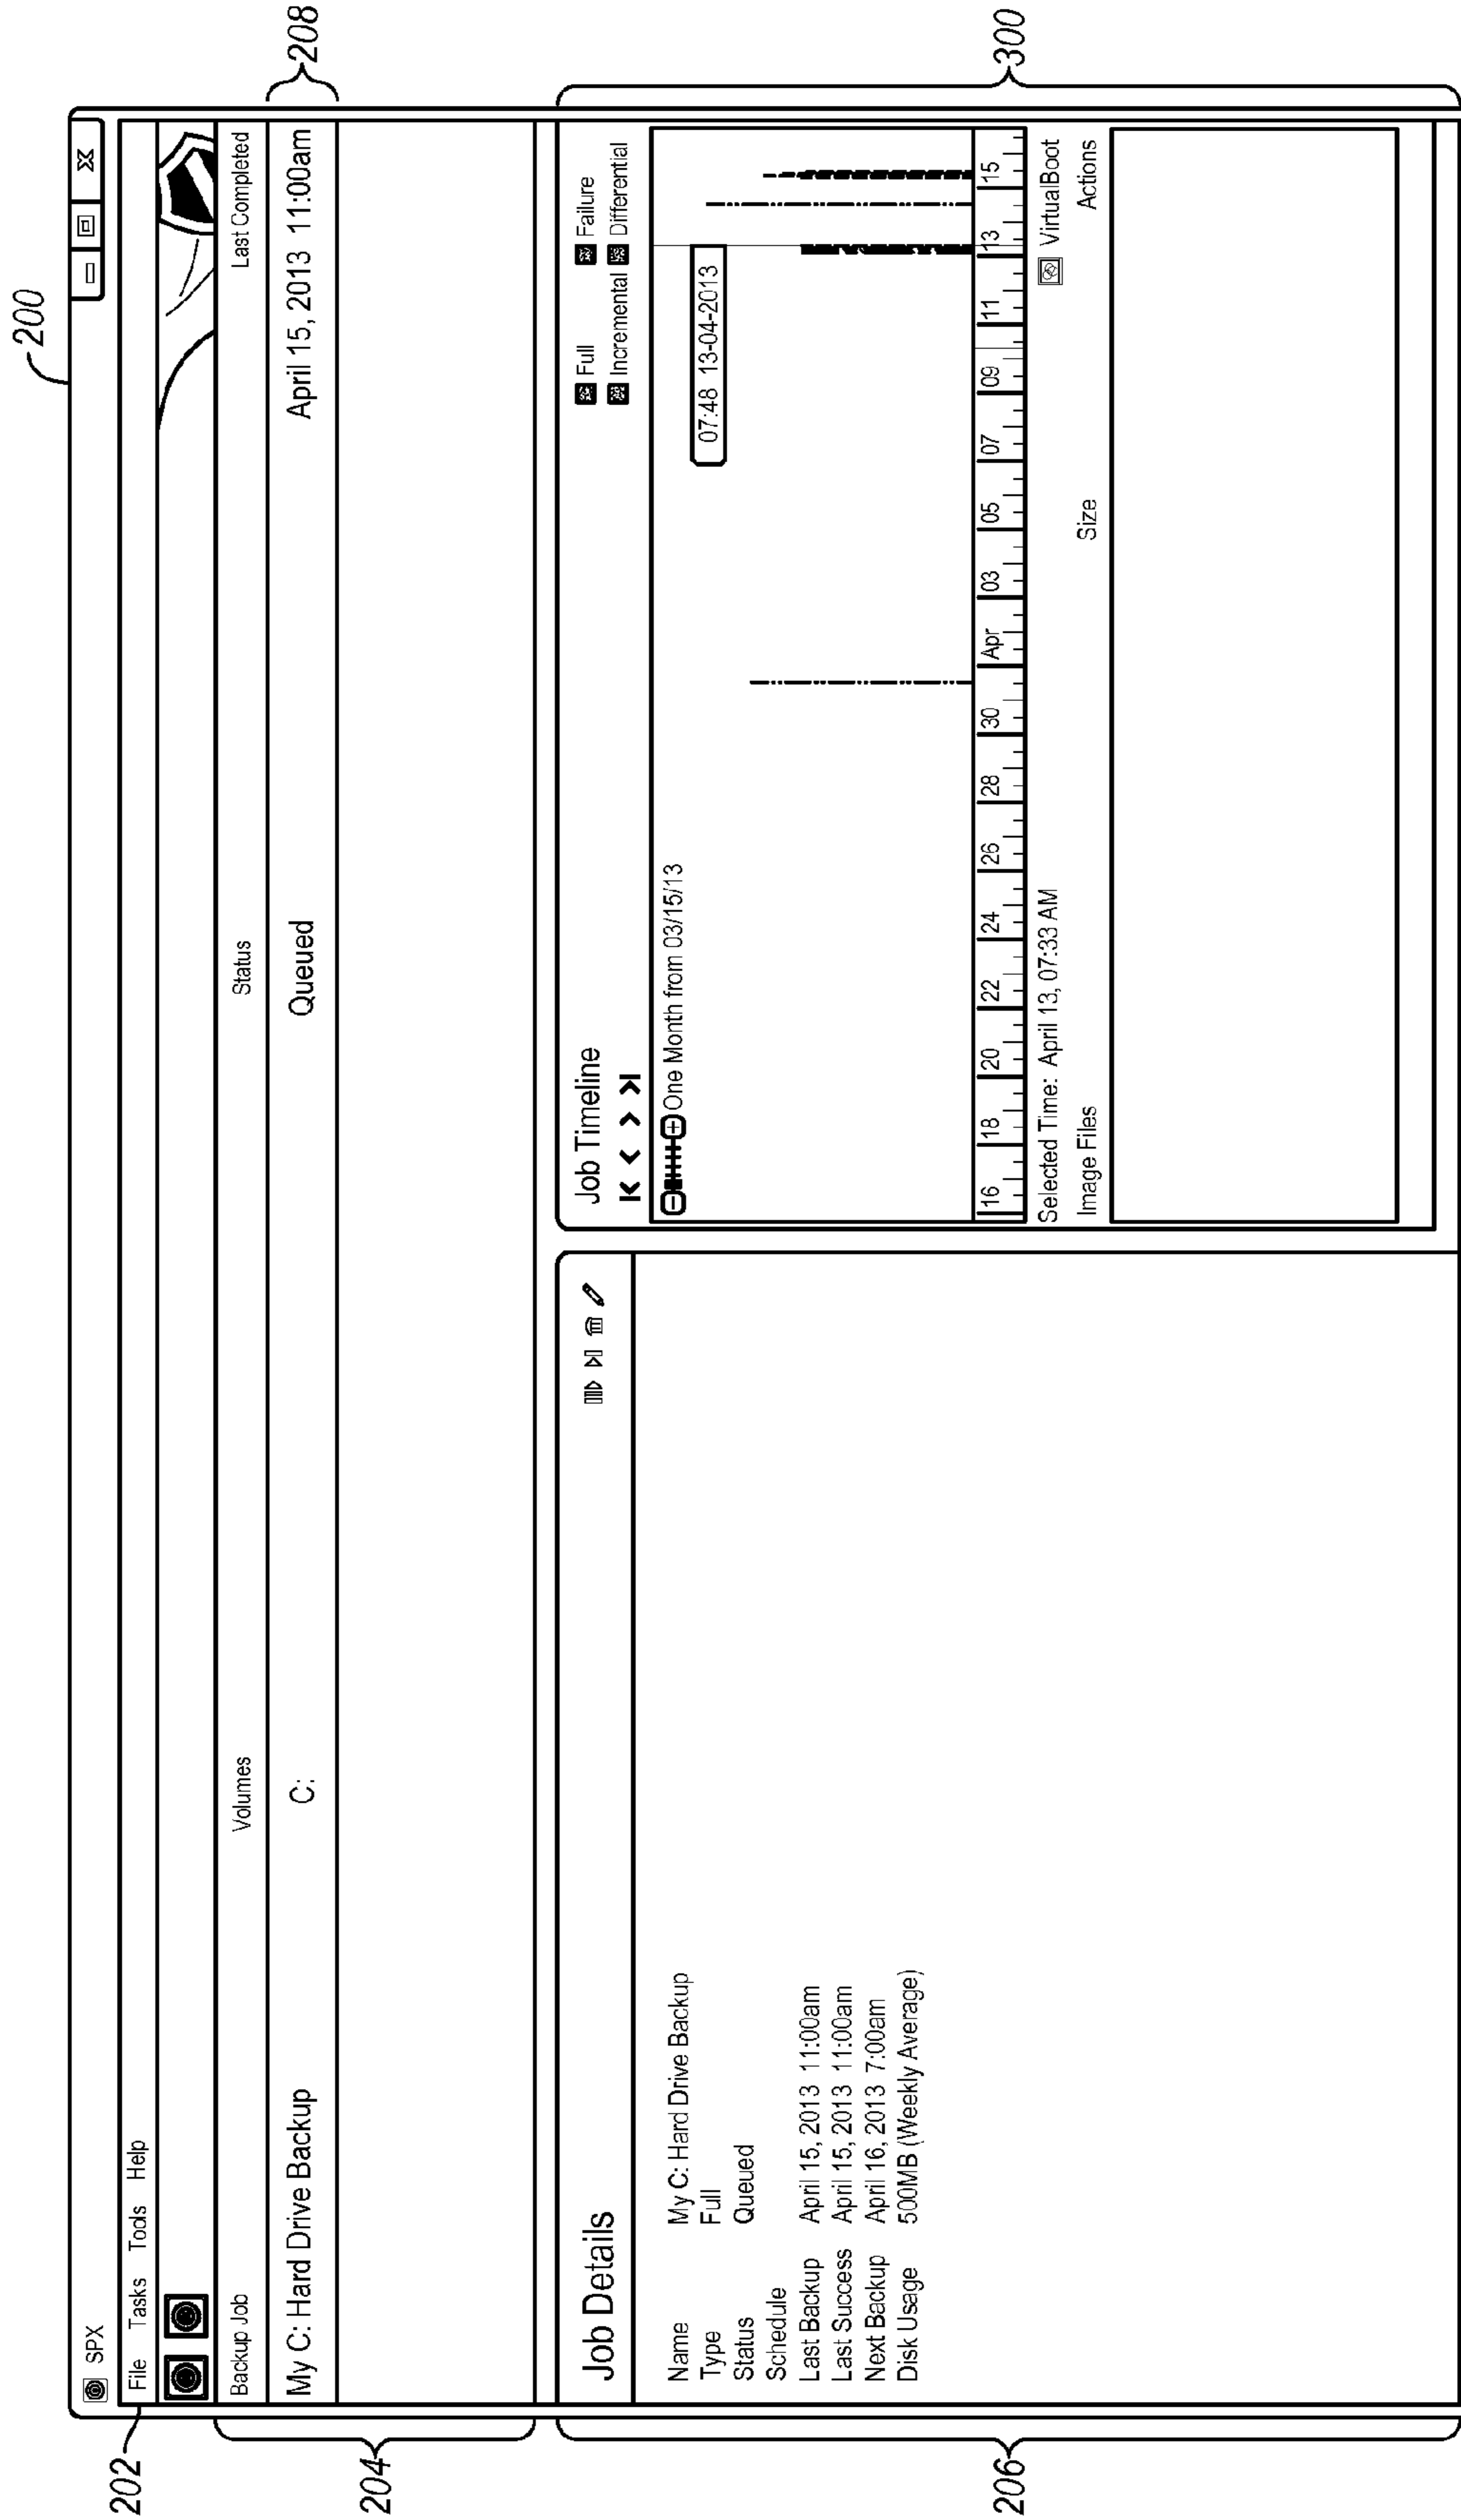 200
SPX
202
File Tasks Tools Help
204
Backup Job Volumes Status Last Completed
My C: Hard Drive Backup C: Queued April 15, 2013 11:00am
208
206
Job Details
Name My C: Hard Drive Backup
Type Full
Status Queued
Schedule
Last Backup April 15, 2013 11:00am
Last Success April 15, 2013 11:00am
Next Backup April 16, 2013 7:00am
Disk Usage 500MB (Weekly Average)
300
Job Timeline
Full Failure
Incremental Differential
One Month from 03/15/13
07:48 13-04-2013
16 18 20 22 24 26 28 30 Apr 03 05 07 09 11 13 15
Selected Time: April 13, 07:33 AM VirtualBoot
Image Files Size Actions